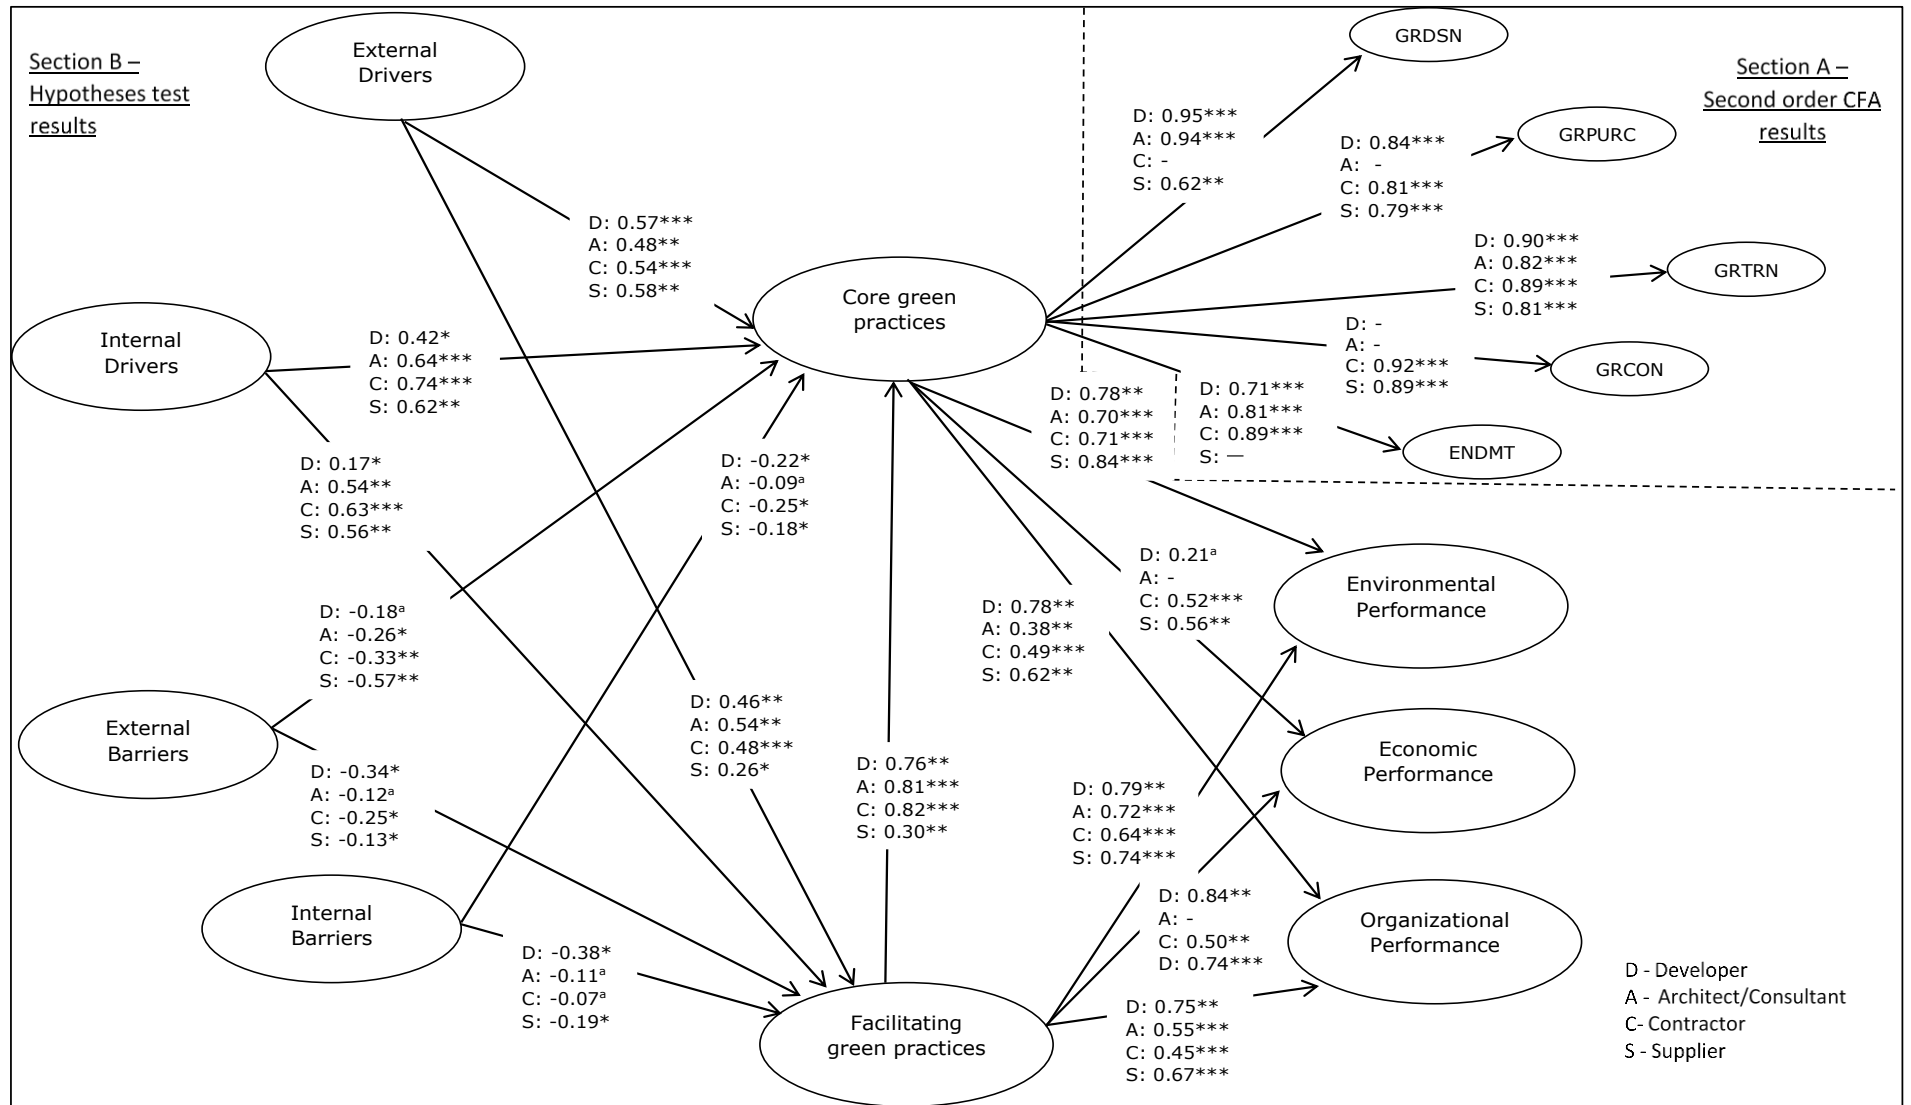 Section B –
Hypotheses test
results
External
Drivers
GRDSN
Section A –
Second order CFA
results
D: 0.95***
A: 0.94***
C: -
S: 0.62**
GRPURC
D: 0.84***
A: -
C: 0.81***
S: 0.79***
D: 0.57***
A: 0.48**
C: 0.54***
S: 0.58**
D: 0.90***
A: 0.82***
C: 0.89***
S: 0.81***
GRTRN
Core green
practices
Internal
Drivers
D: 0.42*
A: 0.64***
C: 0.74***
S: 0.62**
D: -
A: -
C: 0.92***
S: 0.89***
GRCON
D: 0.78**
A: 0.70***
C: 0.71***
S: 0.84***
D: 0.71***
A: 0.81***
C: 0.89***
S: —
ENDMT
D: 0.17*
A: 0.54**
C: 0.63***
S: 0.56**
D: -0.22*
A: -0.09ᵃ
C: -0.25*
S: -0.18*
D: 0.21ᵃ
A: -
C: 0.52***
S: 0.56**
Environmental
Performance
D: -0.18ᵃ
A: -0.26*
C: -0.33**
S: -0.57**
D: 0.78**
A: 0.38**
C: 0.49***
S: 0.62**
External
Barriers
D: 0.46**
A: 0.54**
C: 0.48***
S: 0.26*
Economic
Performance
D: -0.34*
A: -0.12ᵃ
C: -0.25*
S: -0.13*
D: 0.76**
A: 0.81***
C: 0.82***
S: 0.30**
D: 0.79**
A: 0.72***
C: 0.64***
S: 0.74***
Internal
Barriers
D: 0.84**
A: -
C: 0.50**
D: 0.74***
Organizational
Performance
D: -0.38*
A: -0.11ᵃ
C: -0.07ᵃ
S: -0.19*
Facilitating
green practices
D: 0.75**
A: 0.55***
C: 0.45***
S: 0.67***
D - Developer
A - Architect/Consultant
C- Contractor
S - Supplier